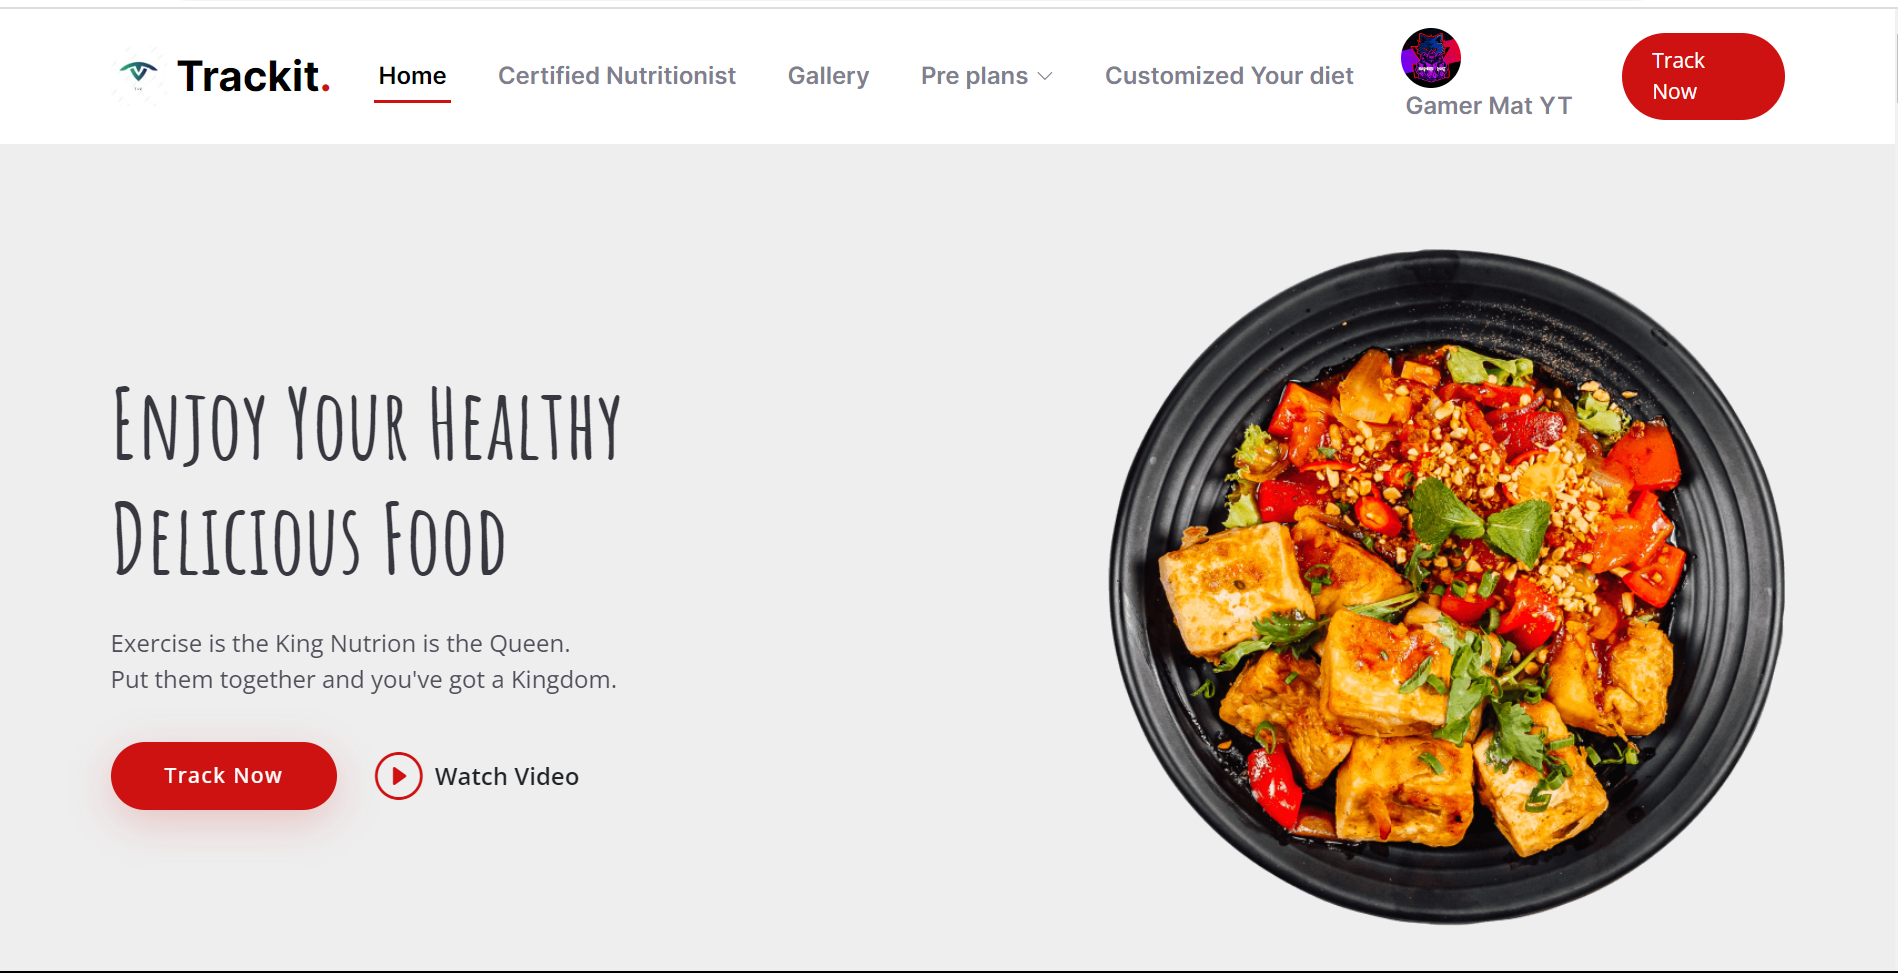 Trackit.
Home
Certified Nutritionist
Gallery
Pre plans
Customized Your diet
Gamer Mat YT
Track
Now
Enjoy Your Healthy
Delicious Food
Exercise is the King Nutrion is the Queen.
Put them together and you've got a Kingdom.
Track Now
Watch Video